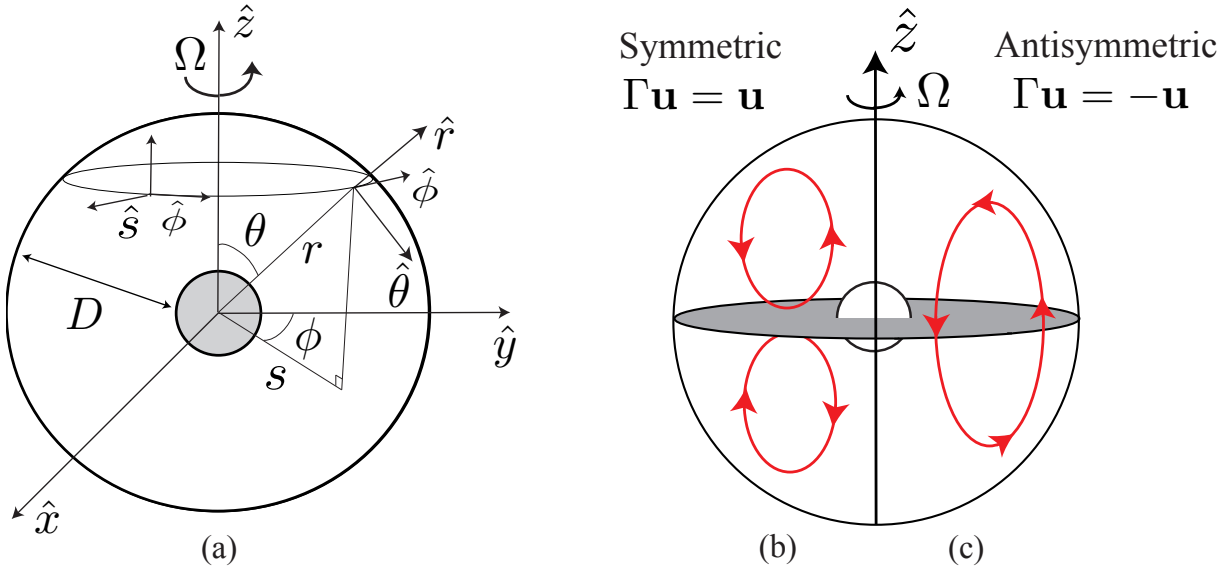 ẑ
Ω
r̂
ϕ̂
ŝ ϕ̂
θ
r
θ̂
D
ϕ
ŷ
s
x̂
(a)
Symmetric
Γu = u
ẑ
Ω
Antisymmetric
Γu = −u
(b)
(c)